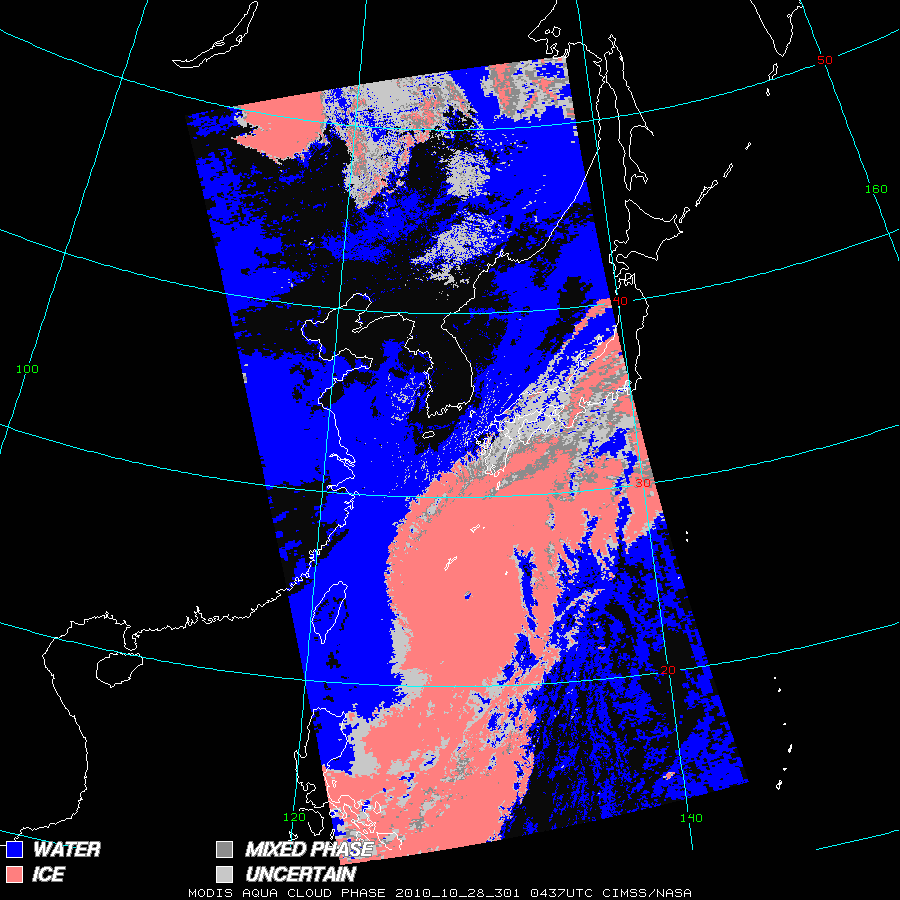 50
160
40
100
30
20
120
140
WATER
MIXED PHASE
ICE
UNCERTAIN
MODIS AQUA CLOUD PHASE 2010_10_28_301 0437UTC CIMSS/NASA